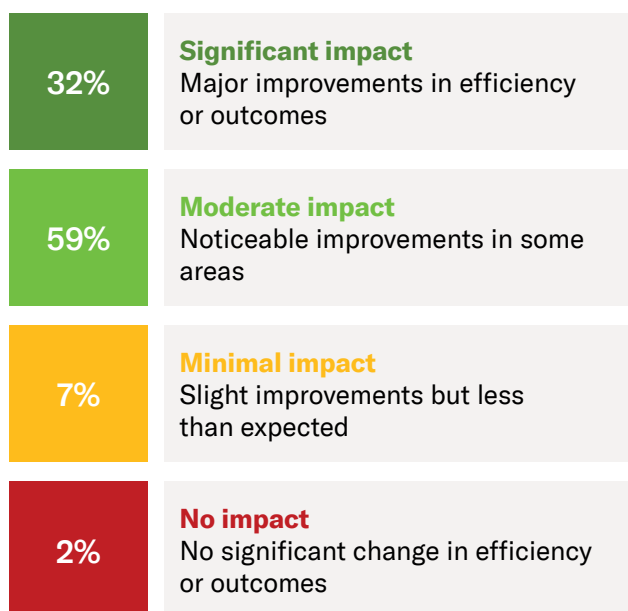 32%
Significant impact
Major improvements in efficiency
or outcomes
59%
Moderate impact
Noticeable improvements in some
areas
7%
Minimal impact
Slight improvements but less
than expected
2%
No impact
No significant change in efficiency
or outcomes